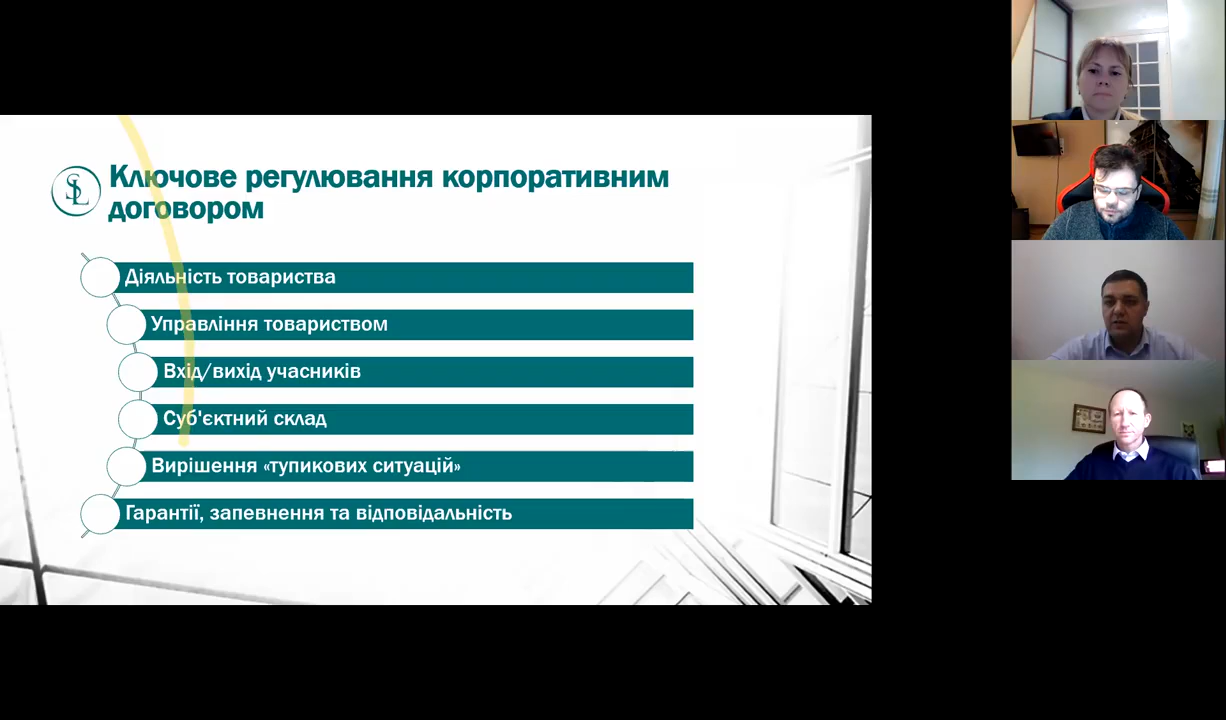 Ключове регулювання корпоративним
договором
Діяльність товариства
Управління товариством
Вхід/вихід учасників
Суб'єктний склад
Вирішення «тупикових ситуацій»
Гарантії, запевнення та відповідальність